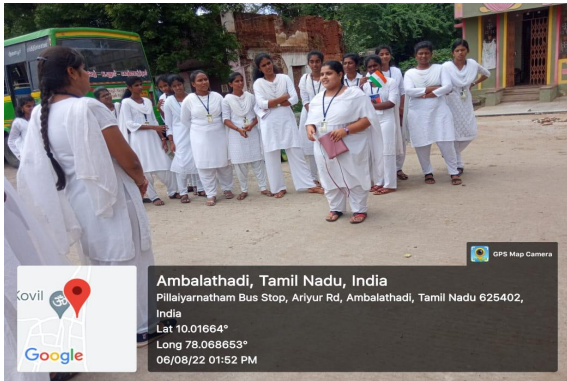 GPS Map Camera
Kovil
Google
Ambalathadi, Tamil Nadu, India
Pillaiyarnatham Bus Stop, Ariyur Rd, Ambalathadi, Tamil Nadu 625402,
India
Lat 10.01664°
Long 78.068653°
06/08/22 01:52 PM